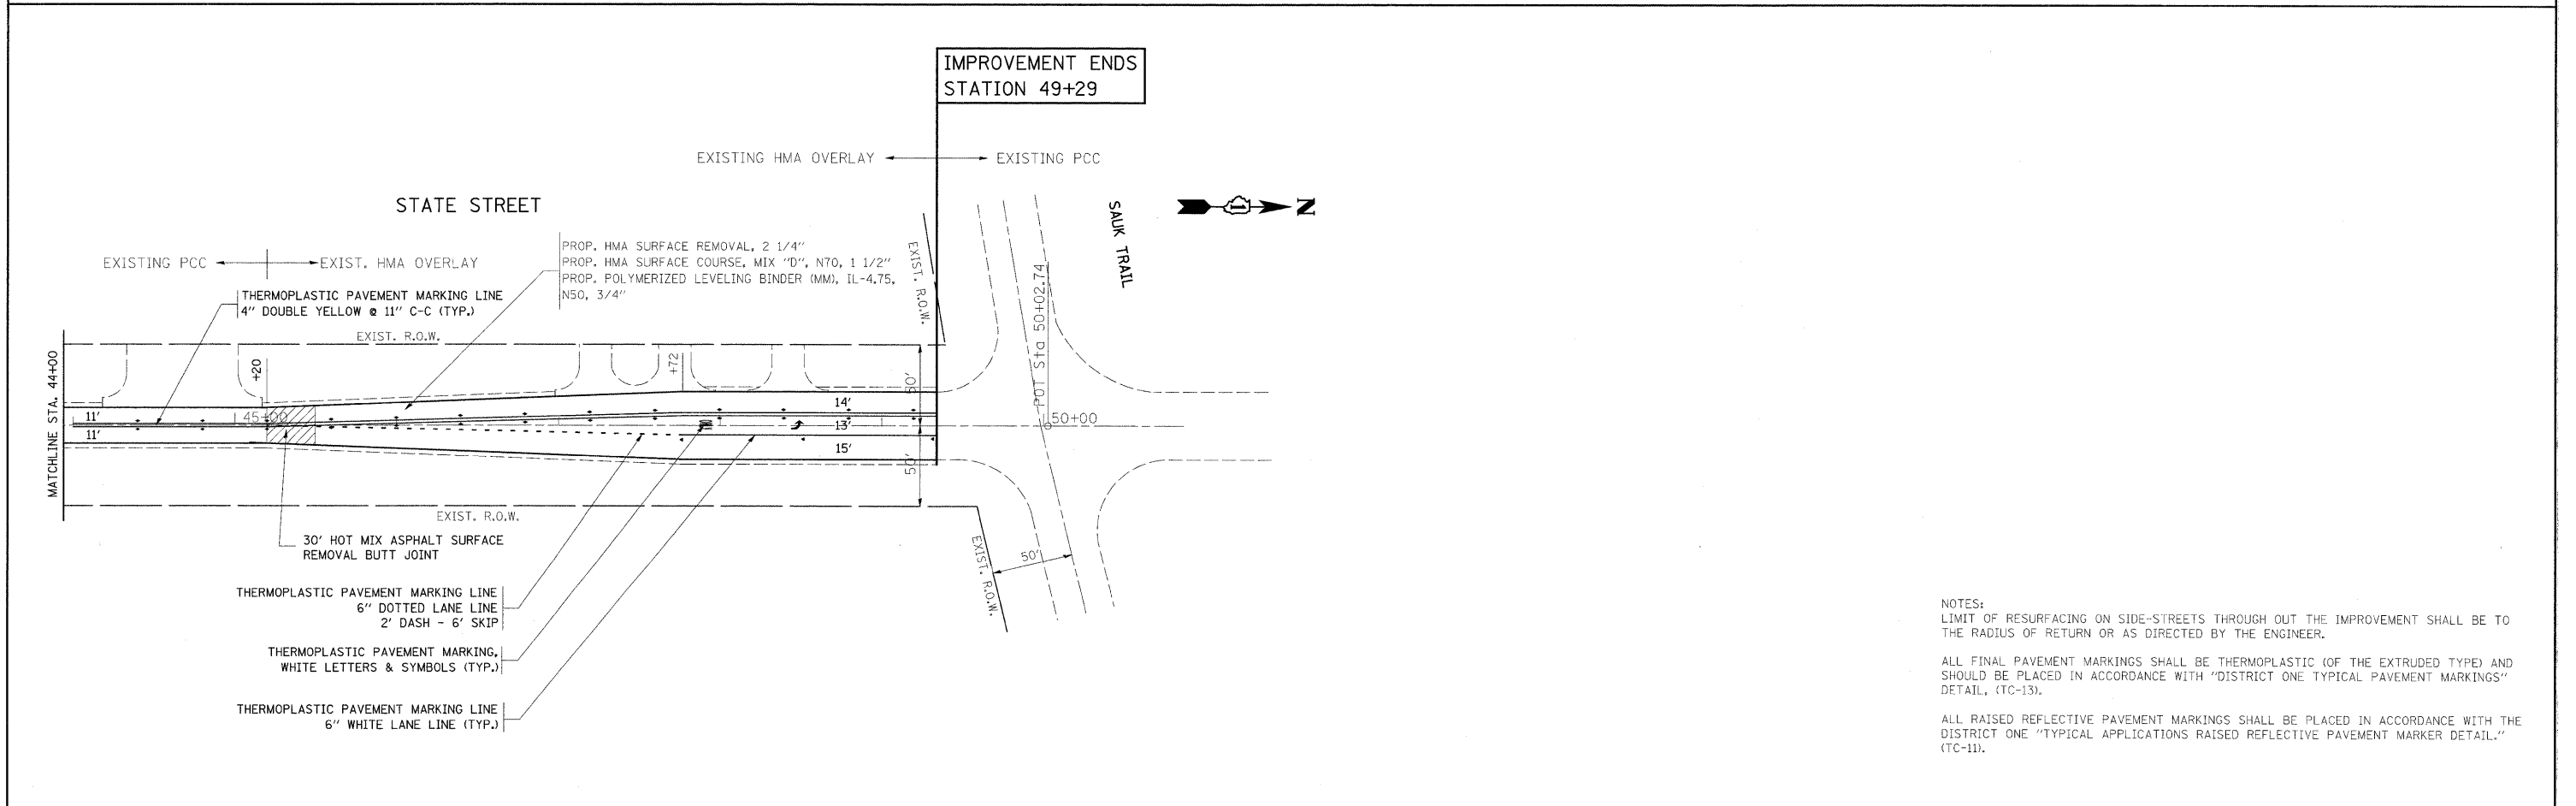 IMPROVEMENT ENDS
STATION 49+29
EXISTING HMA OVERLAY
EXISTING PCC
STATE STREET
SAUK TRAIL
N
EXISTING PCC
EXIST. HMA OVERLAY
PROP. HMA SURFACE REMOVAL, 2 1/4"
PROP. HMA SURFACE COURSE, MIX "D", N70, 1 1/2"
PROP. POLYMERIZED LEVELING BINDER (MM), IL-4.75,
N50, 3/4"
THERMOPLASTIC PAVEMENT MARKING LINE
4" DOUBLE YELLOW @ 11" C-C (TYP.)
EXIST. R.O.W.
EXIST. R.O.W.
POT Sta 50+02.74
MATCHLINE STA. 44+00
+20
+72
11'
11'
45+00
14'
13'
15'
50'
50'
50+00
EXIST. R.O.W.
30' HOT MIX ASPHALT SURFACE
REMOVAL BUTT JOINT
EXIST. R.O.W.
50'
THERMOPLASTIC PAVEMENT MARKING LINE
6" DOTTED LANE LINE
2' DASH - 6' SKIP
THERMOPLASTIC PAVEMENT MARKING,
WHITE LETTERS & SYMBOLS (TYP.)
THERMOPLASTIC PAVEMENT MARKING LINE
6" WHITE LANE LINE (TYP.)
NOTES:
LIMIT OF RESURFACING ON SIDE-STREETS THROUGH OUT THE IMPROVEMENT SHALL BE TO
THE RADIUS OF RETURN OR AS DIRECTED BY THE ENGINEER.
ALL FINAL PAVEMENT MARKINGS SHALL BE THERMOPLASTIC (OF THE EXTRUDED TYPE) AND
SHOULD BE PLACED IN ACCORDANCE WITH "DISTRICT ONE TYPICAL PAVEMENT MARKINGS"
DETAIL, (TC-13).
ALL RAISED REFLECTIVE PAVEMENT MARKINGS SHALL BE PLACED IN ACCORDANCE WITH THE
DISTRICT ONE "TYPICAL APPLICATIONS RAISED REFLECTIVE PAVEMENT MARKER DETAIL."
(TC-11).